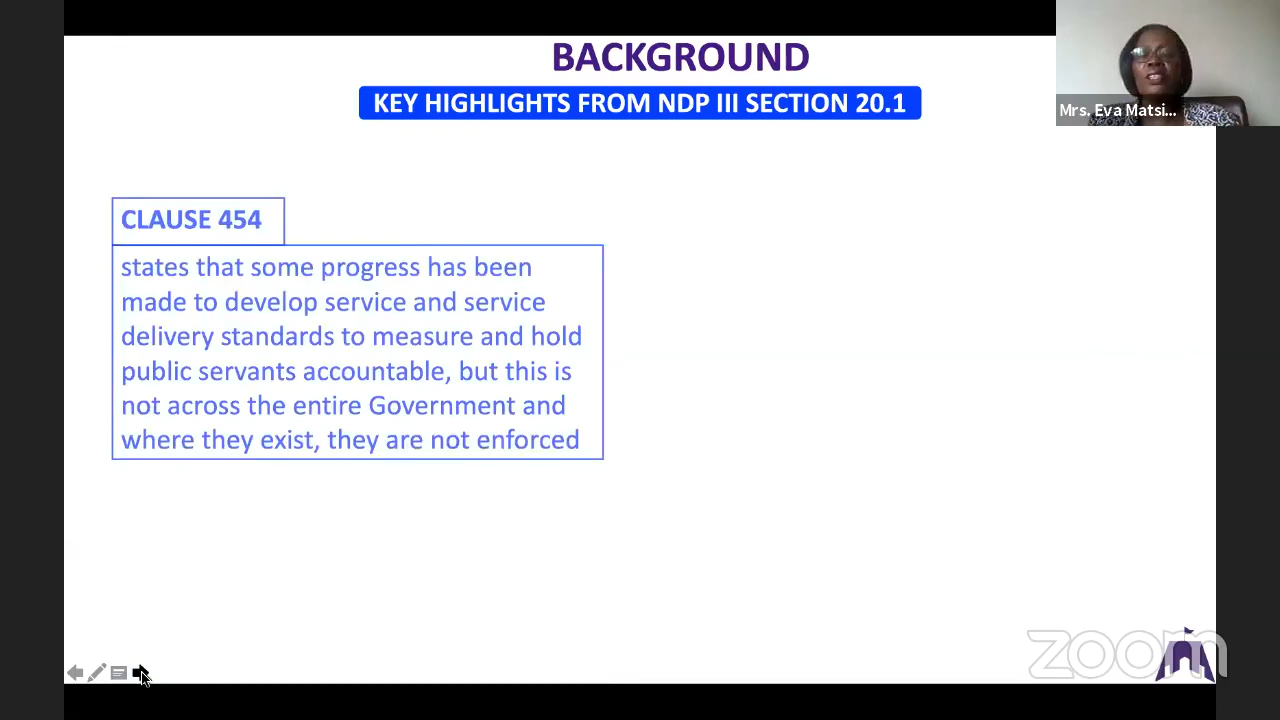 BACKGROUND
KEY HIGHLIGHTS FROM NDP III SECTION 20.1
Mrs. Eva Matsi...
CLAUSE 454
states that some progress has been
made to develop service and service
delivery standards to measure and hold
public servants accountable, but this is
not across the entire Government and
where they exist, they are not enforced
zoom